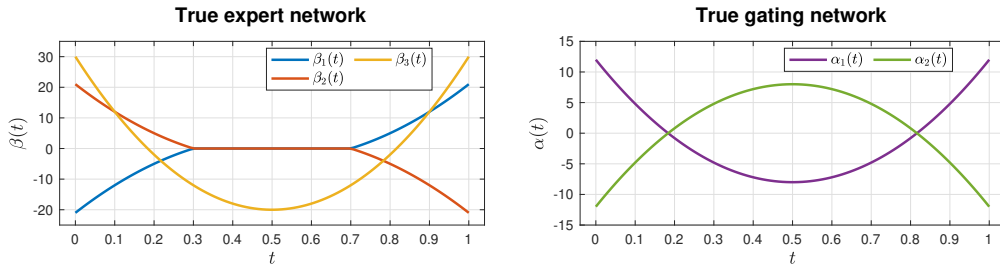 True expert network
30
20
10
0
-10
-20
β(t)
β₁(t)
β₂(t)
β₃(t)
0 0.1 0.2 0.3 0.4 0.5 0.6 0.7 0.8 0.9 1
t
True gating network
15
10
5
0
-5
-10
-15
α(t)
α₁(t) α₂(t)
0 0.1 0.2 0.3 0.4 0.5 0.6 0.7 0.8 0.9 1
t